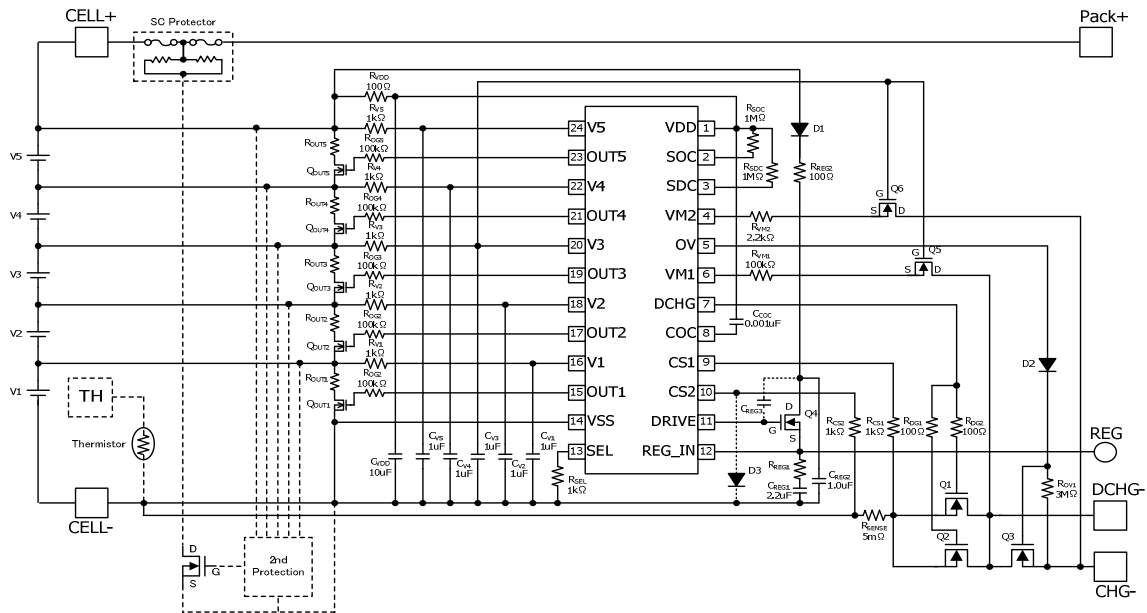 CELL+
SC Protector
Pack+
RVDD
100Ω
RV5
1kΩ
ROUT5
ROG5
100kΩ
QOUT5
RV4
1kΩ
ROUT4
ROG4
100kΩ
QOUT4
RV3
1kΩ
ROUT3
ROG3
100kΩ
QOUT3
RV2
1kΩ
ROUT2
ROG2
100kΩ
QOUT2
RV1
1kΩ
ROUT1
ROG2
100kΩ
QOUT1
V5
V4
V3
V2
V1
TH
Thermistor
CELL-
24 V5
23 OUT5
22 V4
21 OUT4
20 V3
19 OUT3
18 V2
17 OUT2
16 V1
15 OUT1
14 VSS
13 SEL
VDD 1
SOC 2
SDC 3
VM2 4
OV 5
VM1 6
DCHG 7
COC 8
CS1 9
CS2 10
DRIVE 11
REG_IN 12
RSOC
1MΩ
RSDC
1MΩ
D1
RREG2
100Ω
RVM2
2.2kΩ
RVM1
100kΩ
CCOC
0.001uF
Q6
G
S
D
Q5
G
S
D
D2
CVDD
10uF
CV5
1uF
CV4
1uF
CV3
1uF
CV2
1uF
CV1
1uF
RSEL
1kΩ
CREG3
D
Q4
G
S
D3
RREG1
CREG1
2.2uF
CREG2
1.0uF
RCS2
1kΩ
RCS1
1kΩ
RDG1
100Ω
RDG2
100Ω
REG
ROV1
3MΩ
RSENSE
5mΩ
Q1
Q2
Q3
DCHG-
CHG-
D
G
S
2nd
Protection